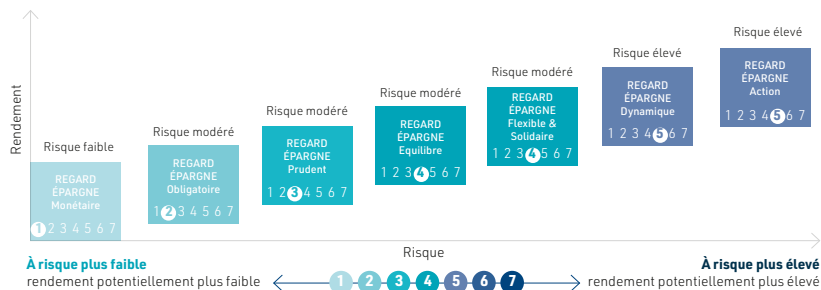 Rendement
Risque faible
REGARD
ÉPARGNE
Monétaire
1 2 3 4 5 6 7
Risque modéré
REGARD
ÉPARGNE
Obligatoire
1 2 3 4 5 6 7
Risque modéré
REGARD
ÉPARGNE
Prudent
1 2 3 4 5 6 7
Risque modéré
REGARD
ÉPARGNE
Equilibre
1 2 3 4 5 6 7
Risque modéré
REGARD
ÉPARGNE
Flexible &
Solidaire
1 2 3 4 5 6 7
Risque élevé
REGARD
ÉPARGNE
Dynamique
1 2 3 4 5 6 7
Risque élevé
REGARD
ÉPARGNE
Action
1 2 3 4 5 6 7
Risque
À risque plus faible
rendement potentiellement plus faible
1 2 3 4 5 6 7
À risque plus élevé
rendement potentiellement plus élevé